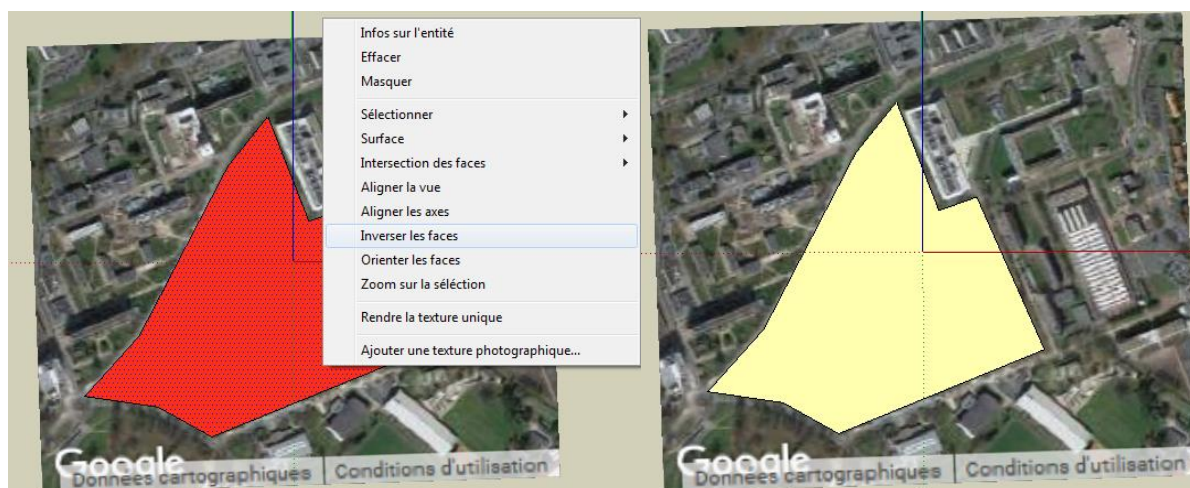 Infos sur l'entité
Effacer
Masquer
Sélectionner
Surface
Intersection des faces
Aligner la vue
Aligner les axes
Inverser les faces
Orienter les faces
Zoom sur la séléction
Rendre la texture unique
Ajouter une texture photographique...
Google
Données cartographiques
Conditions d'utilisation
Google
Données cartographiques
Conditions d'utilisation